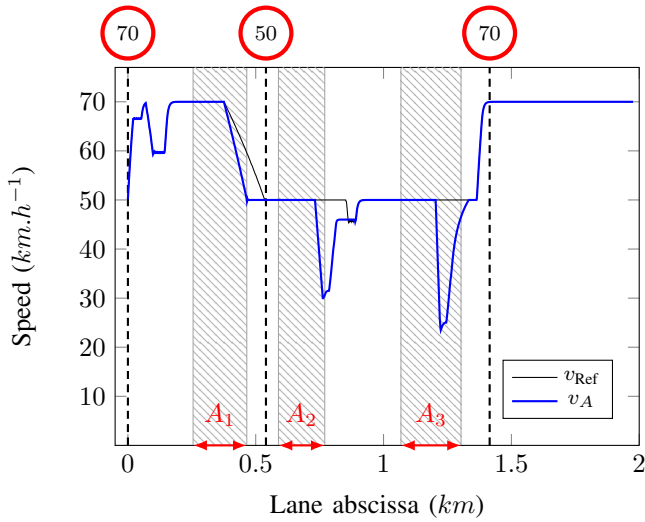 70 50 70
70
60
50
40
30
20
10
Speed (km.h⁻¹)
v_Ref
v_A
A₁ A₂ A₃
0 0.5 1 1.5 2
Lane abscissa (km)